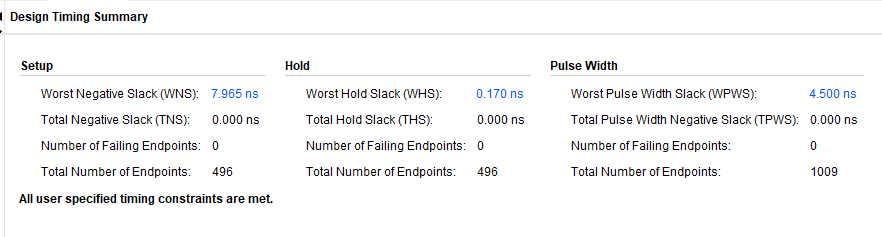 Design Timing Summary
Setup Hold Pulse Width
Worst Negative Slack (WNS): 7.965 ns Worst Hold Slack (WHS): 0.170 ns Worst Pulse Width Slack (WPWS): 4.500 ns
Total Negative Slack (TNS): 0.000 ns Total Hold Slack (THS): 0.000 ns Total Pulse Width Negative Slack (TPWS): 0.000 ns
Number of Failing Endpoints: 0 Number of Failing Endpoints: 0 Number of Failing Endpoints: 0
Total Number of Endpoints: 496 Total Number of Endpoints: 496 Total Number of Endpoints: 1009
All user specified timing constraints are met.